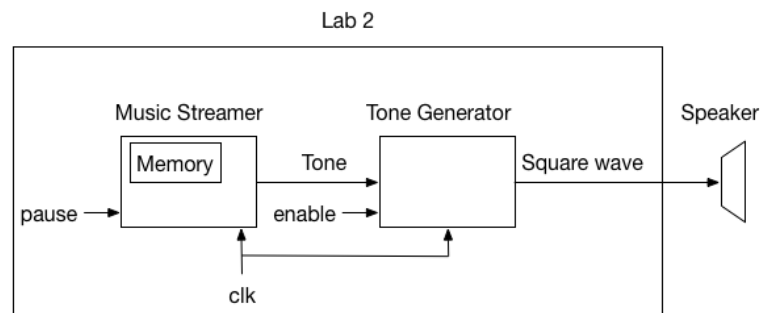 Lab 2
Music Streamer
Tone Generator
Speaker
Memory
Tone
Square wave
pause
enable
clk